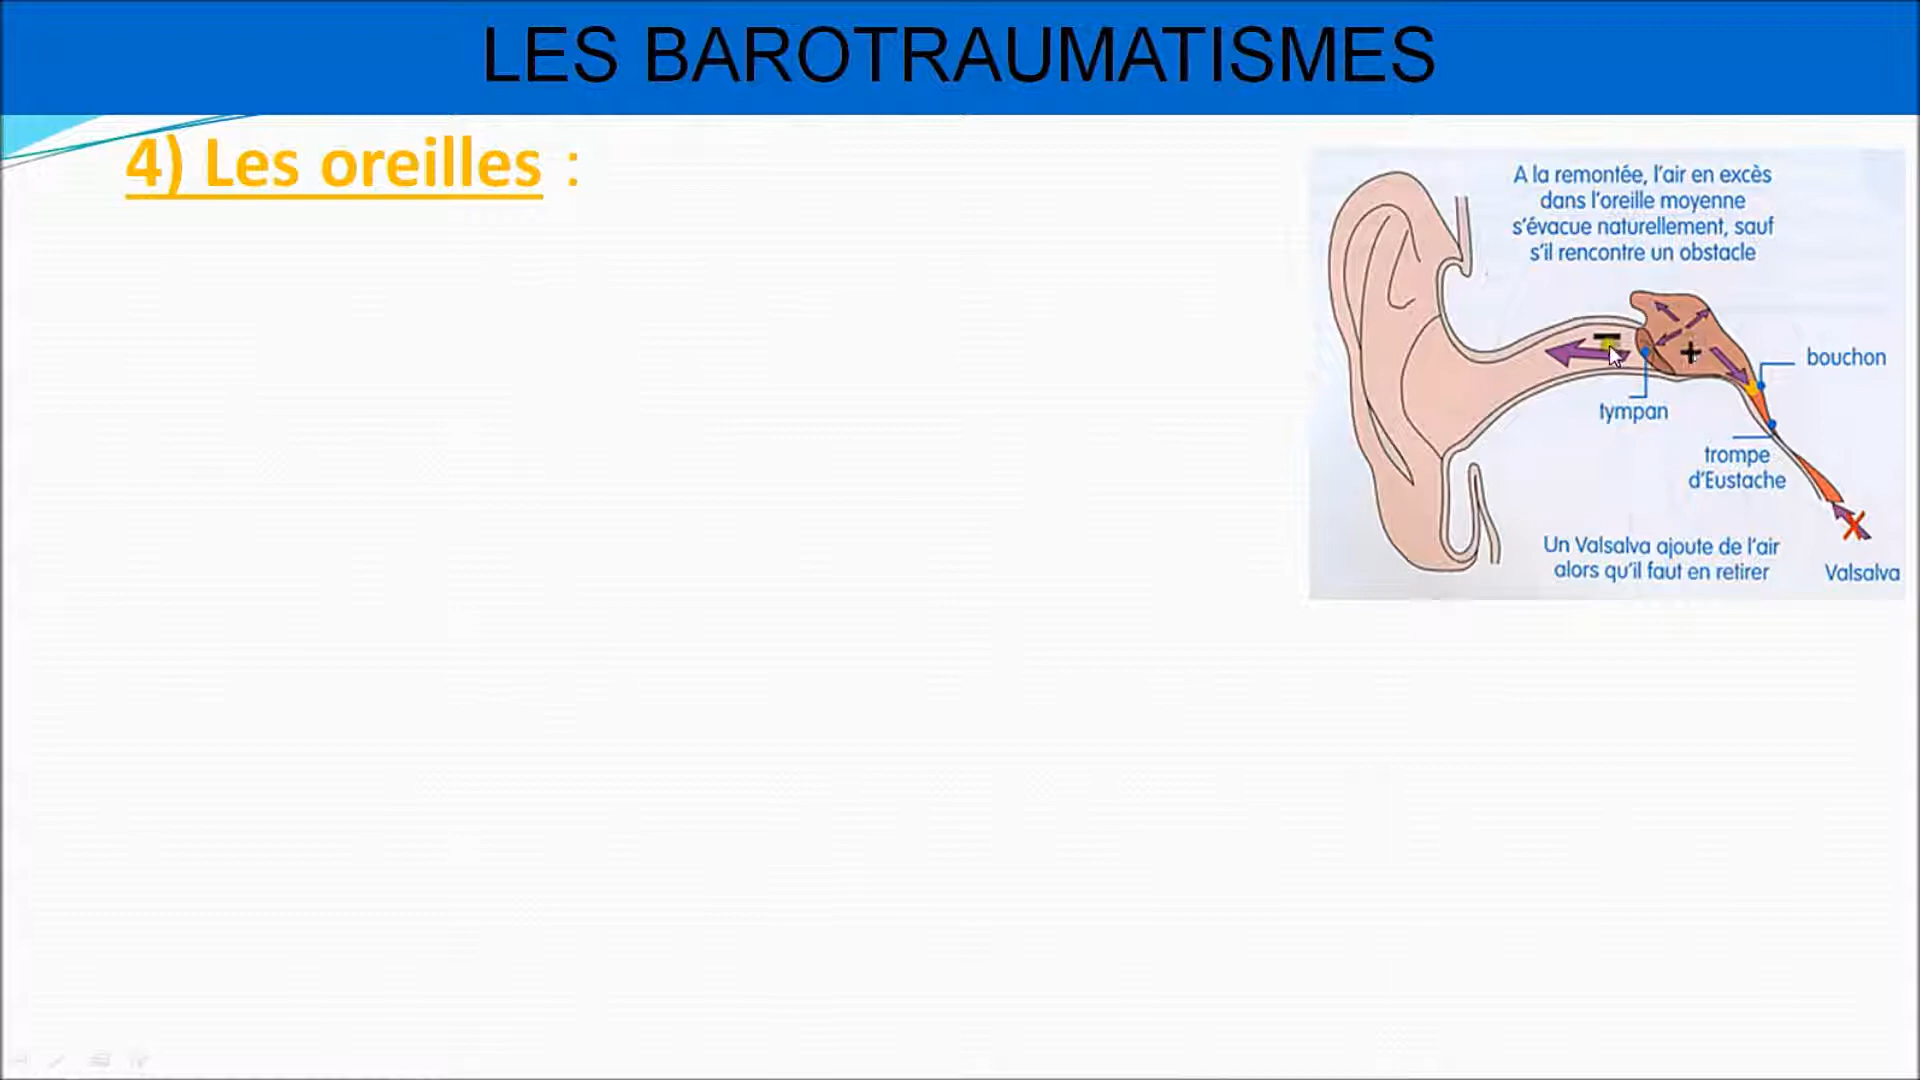 LES BAROTRAUMATISMES
4) Les oreilles :
A la remontée, l'air en excès
dans l'oreille moyenne
s'évacue naturellement, sauf
s'il rencontre un obstacle
–
+
bouchon
tympan
trompe
d'Eustache
Un Valsalva ajoute de l'air
alors qu'il faut en retirer
Valsalva